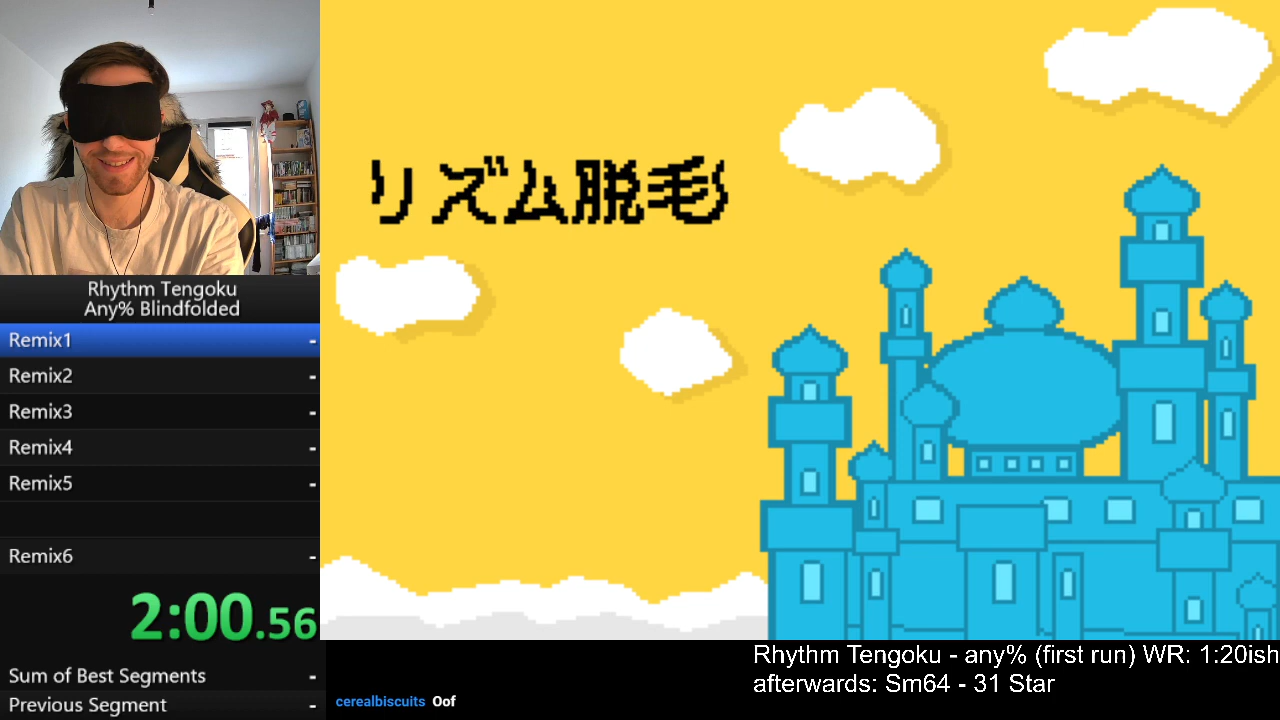 リズム脱毛
Rhythm Tengoku
Any% Blindfolded
Remix1 -
Remix2 -
Remix3 -
Remix4 -
Remix5 -
Remix6 -
2:00.56
Sum of Best Segments -
Previous Segment -
Rhythm Tengoku - any% (first run) WR: 1:20ish
afterwards: Sm64 - 31 Star
cerealbiscuits Oof